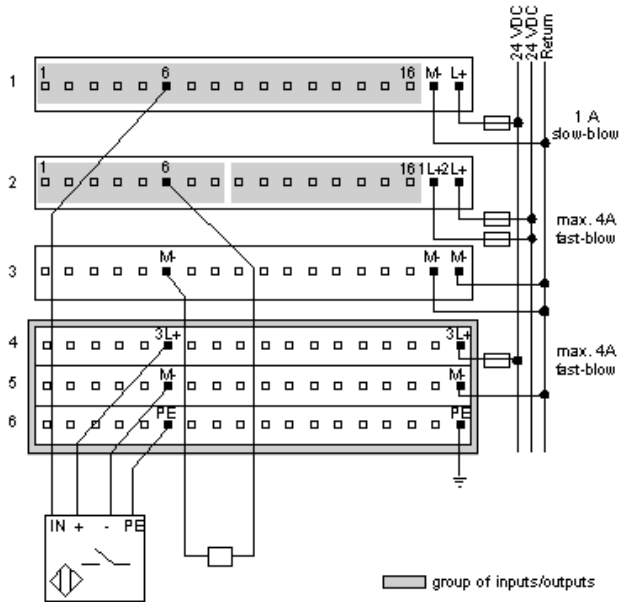 24 VDC
24 VDC
Return
1
1
6
16
M-
L+
1 A
slow-blow
2
1
6
16
1L+
2L+
max. 4A
fast-blow
3
M-
M-
M-
4
3L+
3L+
max. 4A
fast-blow
5
M-
M-
6
PE
PE
IN + - PE
group of inputs/outputs